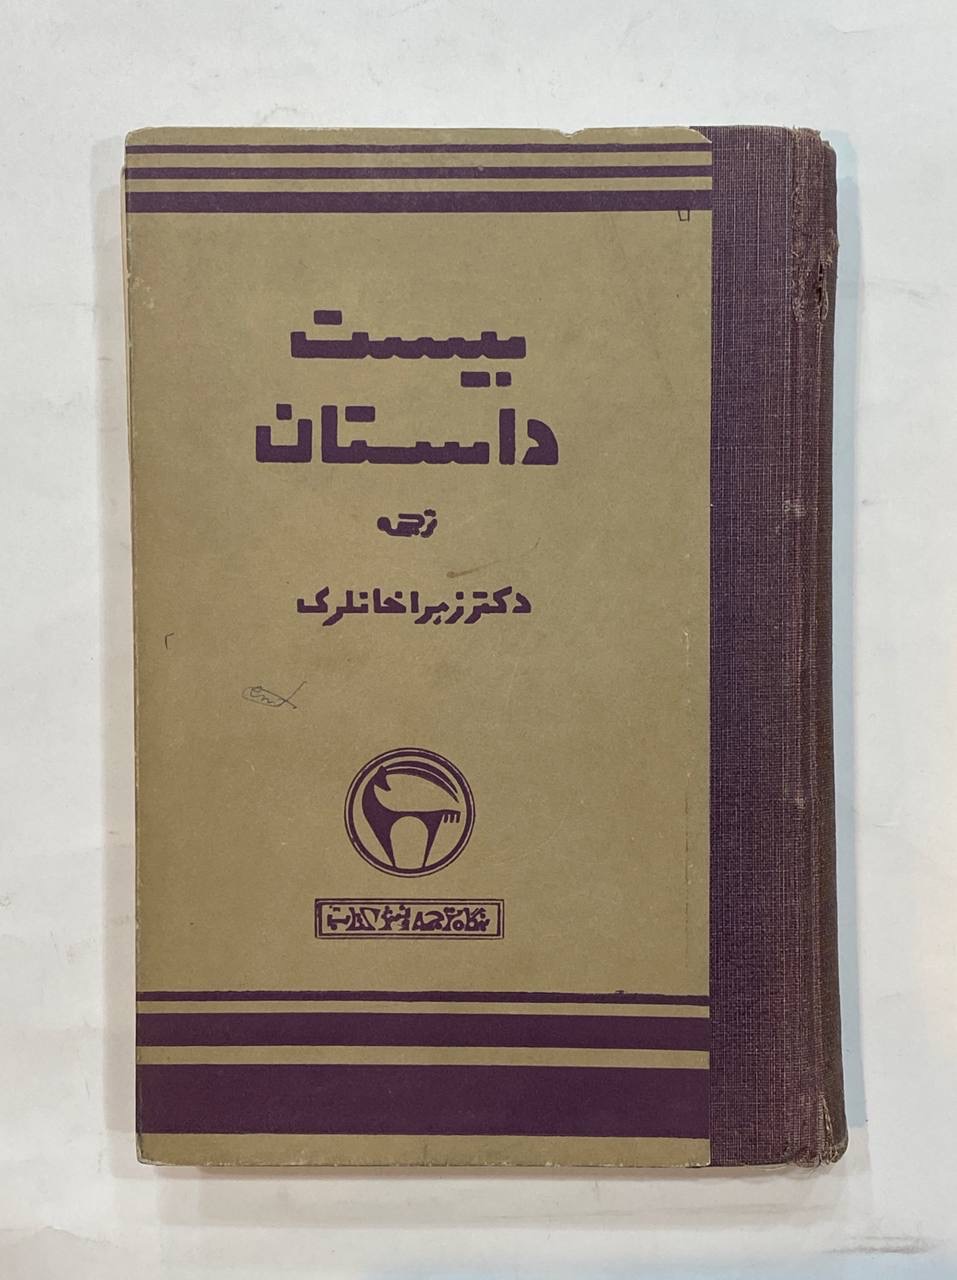 بیست
داستان
ترجمه
دکتر زهرا خانلری
بنگاه ترجمه و نشر کتاب